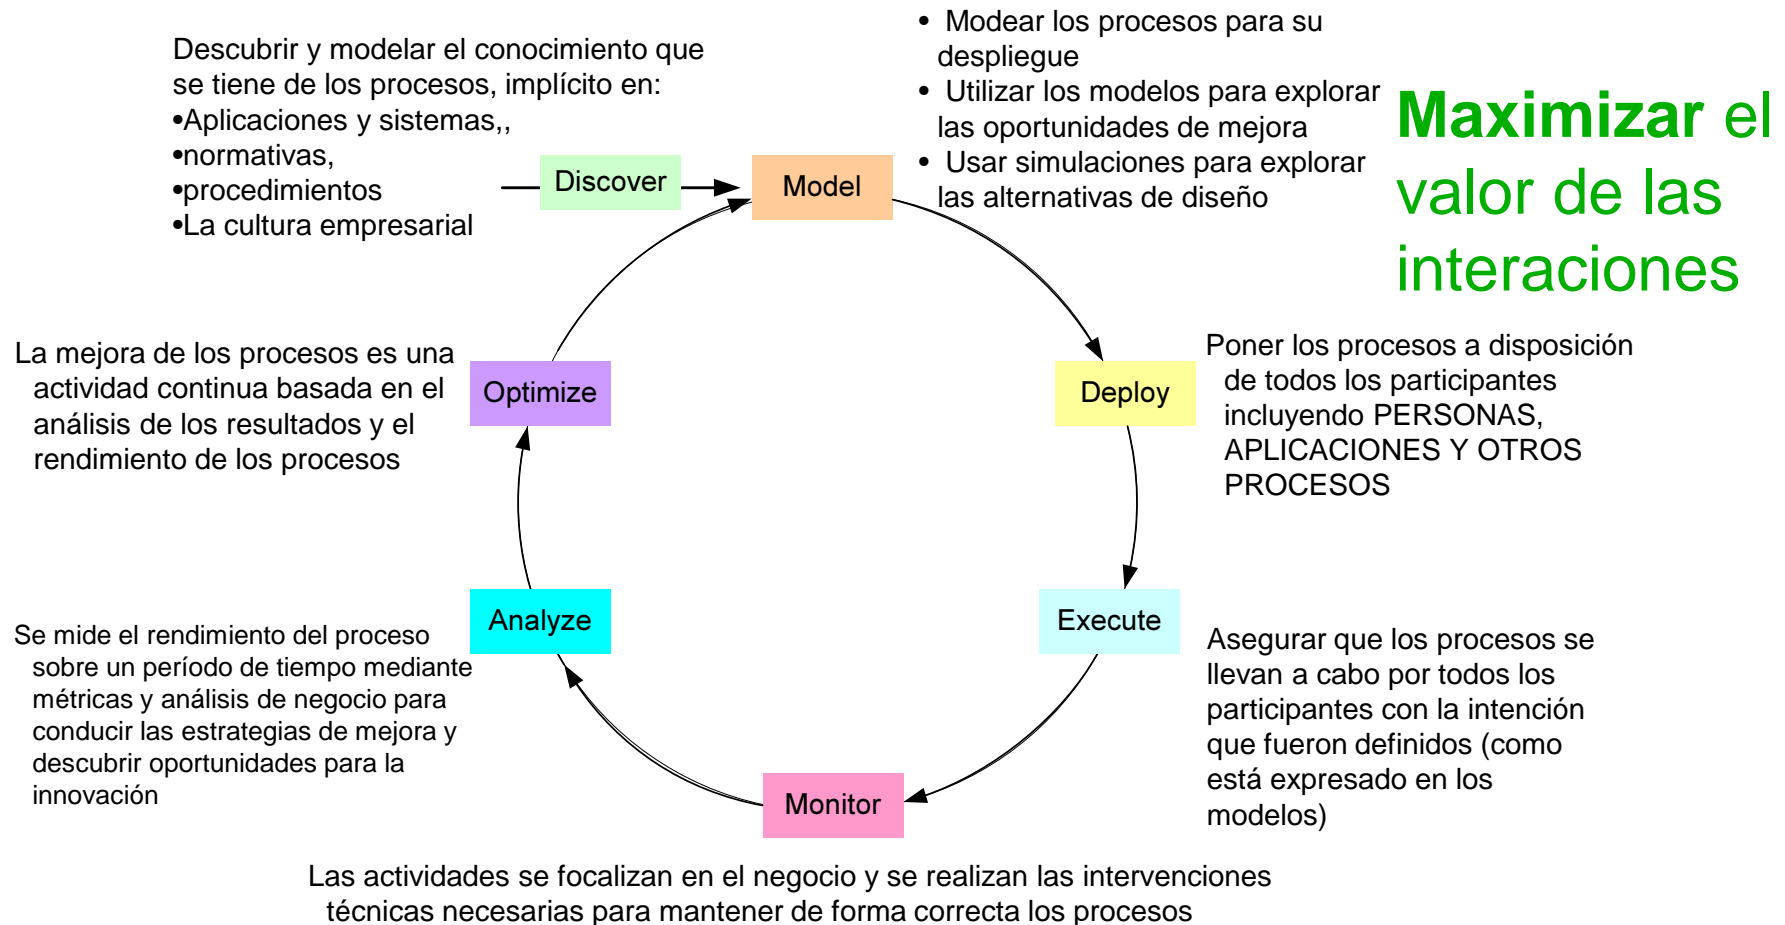 Descubrir y modelar el conocimiento que
se tiene de los procesos, implícito en:
•Aplicaciones y sistemas,,
•normativas,
•procedimientos
•La cultura empresarial
Discover
Model
• Modear los procesos para su
despliegue
• Utilizar los modelos para explorar
las oportunidades de mejora
• Usar simulaciones para explorar
las alternativas de diseño
Maximizar el
valor de las
interaciones
La mejora de los procesos es una
actividad continua basada en el
análisis de los resultados y el
rendimiento de los procesos
Optimize
Deploy
Poner los procesos a disposición
de todos los participantes
incluyendo PERSONAS,
APLICACIONES Y OTROS
PROCESOS
Se mide el rendimiento del proceso
sobre un período de tiempo mediante
métricas y análisis de negocio para
conducir las estrategias de mejora y
descubrir oportunidades para la
innovación
Analyze
Execute
Asegurar que los procesos se
llevan a cabo por todos los
participantes con la intención
que fueron definidos (como
está expresado en los
modelos)
Monitor
Las actividades se focalizan en el negocio y se realizan las intervenciones
técnicas necesarias para mantener de forma correcta los procesos